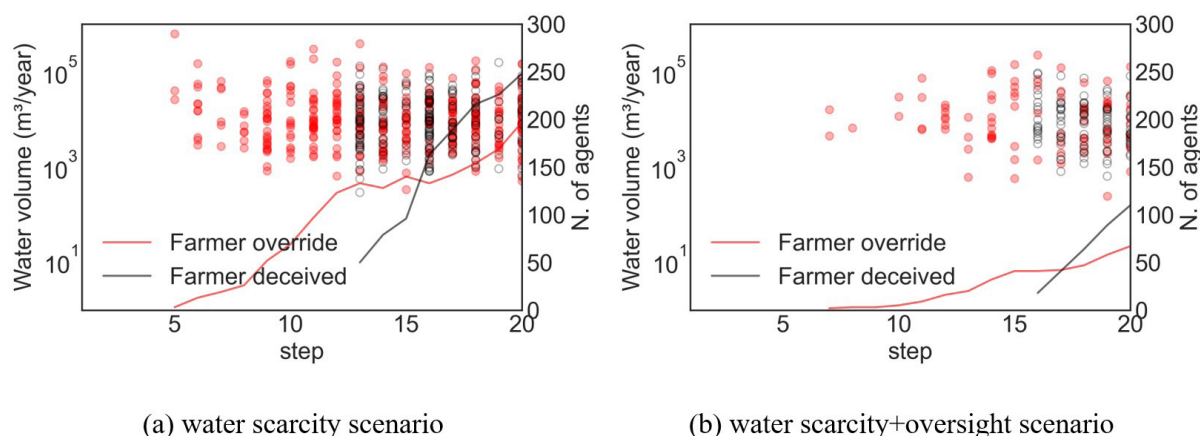 Water volume (m³/year)
10⁵
10³
10¹
300
250
200
150
100
50
0
N. of agents
Farmer override
Farmer deceived
5 10 15 20
step
Water volume (m³/year)
10⁵
10³
10¹
300
250
200
150
100
50
0
N. of agents
Farmer override
Farmer deceived
5 10 15 20
step
(a) water scarcity scenario
(b) water scarcity+oversight scenario